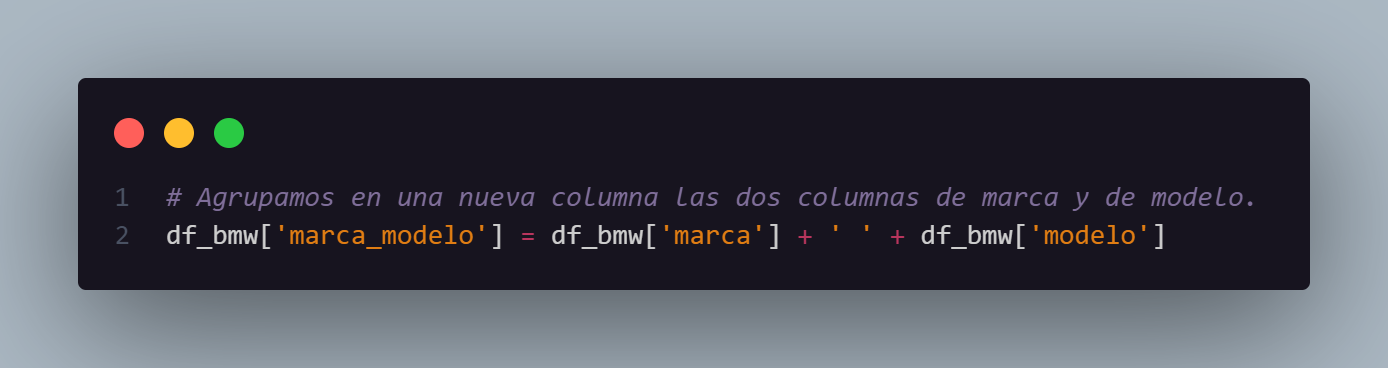 1 # Agrupamos en una nueva columna las dos columnas de marca y de modelo.
2 df_bmw['marca_modelo'] = df_bmw['marca'] + ' ' + df_bmw['modelo']